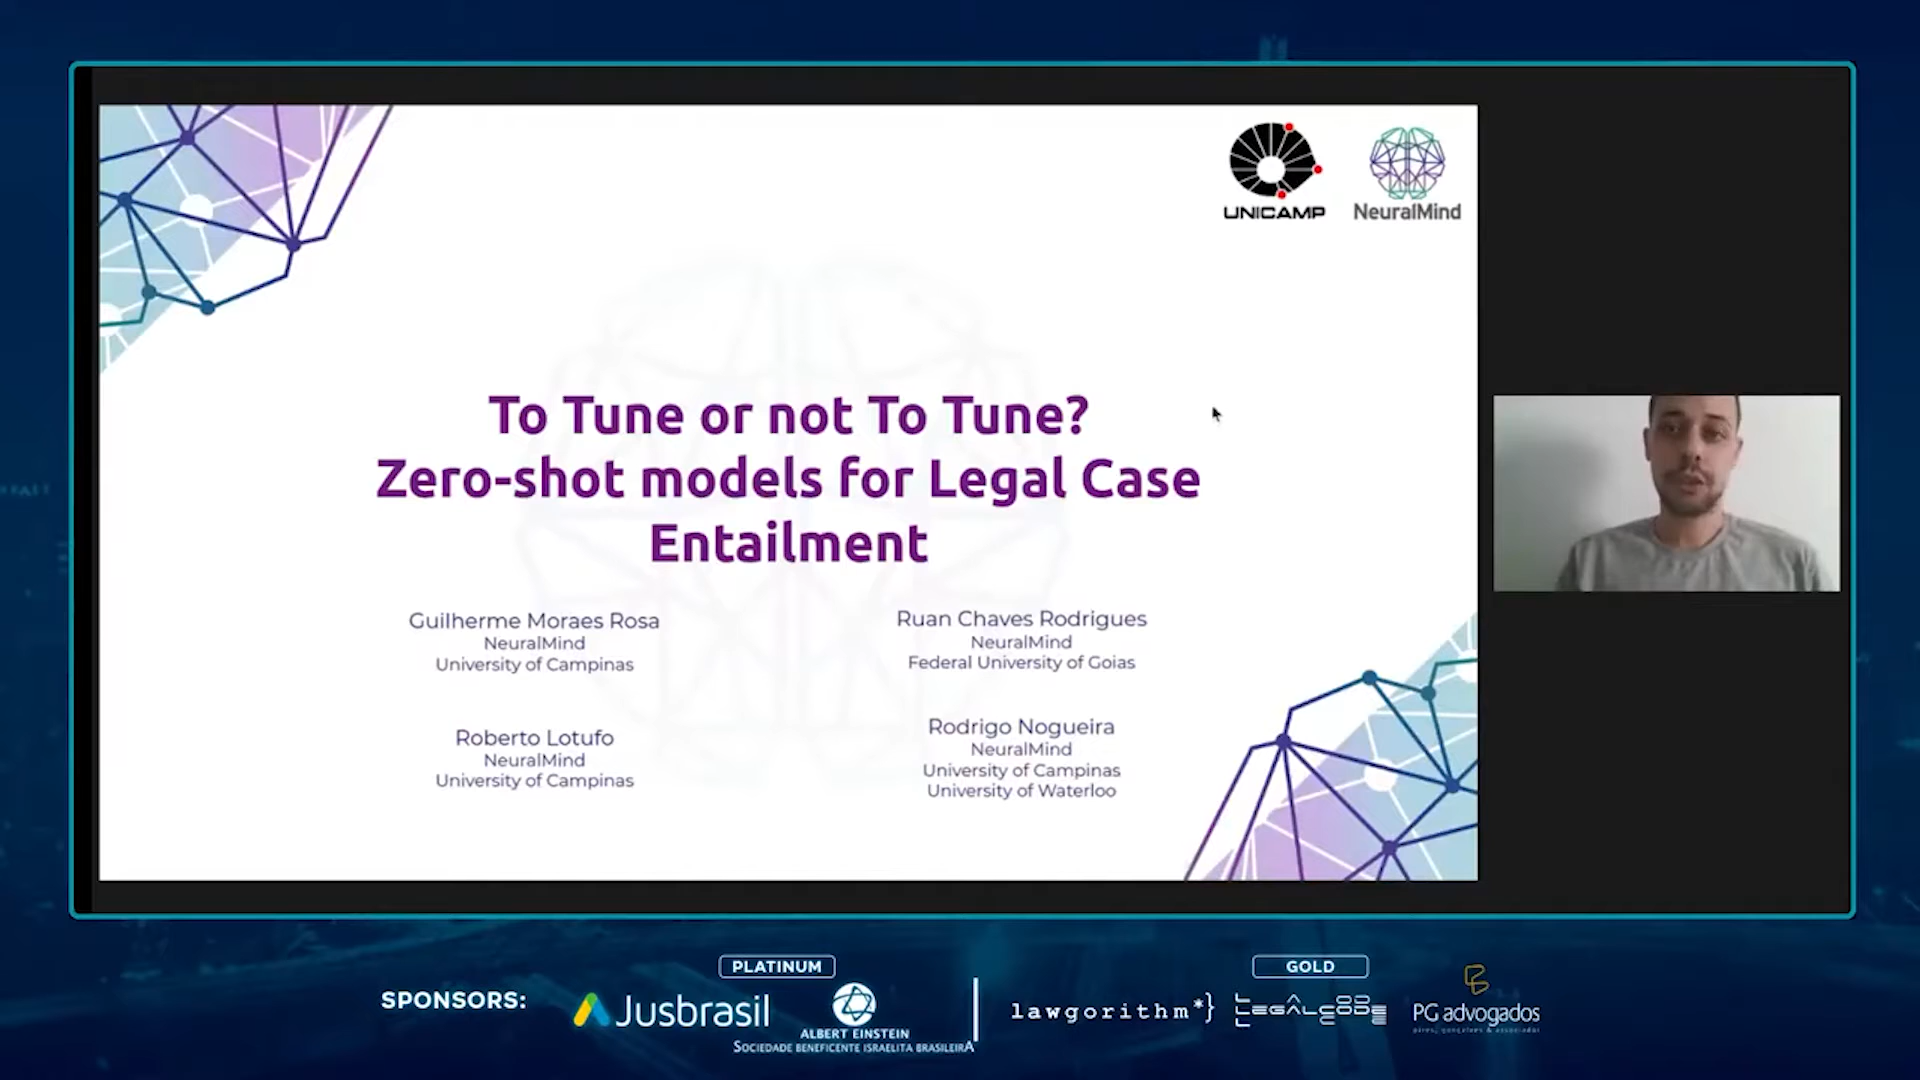 UNICAMP
NeuralMind
To Tune or not To Tune?
Zero-shot models for Legal Case
Entailment
Guilherme Moraes Rosa
NeuralMind
University of Campinas
Ruan Chaves Rodrigues
NeuralMind
Federal University of Goias
Roberto Lotufo
NeuralMind
University of Campinas
Rodrigo Nogueira
NeuralMind
University of Campinas
University of Waterloo
SPONSORS:
PLATINUM
Jusbrasil
ALBERT EINSTEIN
SOCIEDADE BENEFICENTE ISRAELITA BRASILEIRA
GOLD
lawgorithm*}
LEGALCODE
PG advogados